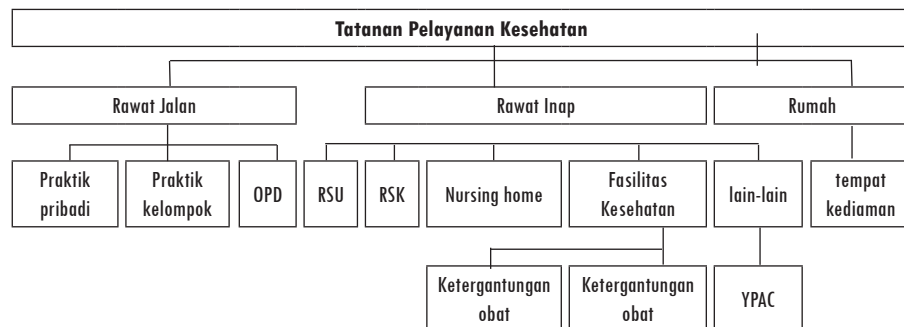 Tatanan Pelayanan Kesehatan
Rawat Jalan
Rawat Inap
Rumah
Praktik
pribadi
Praktik
kelompok
OPD
RSU
RSK
Nursing home
Fasilitas
Kesehatan
lain-lain
tempat
kediaman
Ketergantungan
obat
Ketergantungan
obat
YPAC